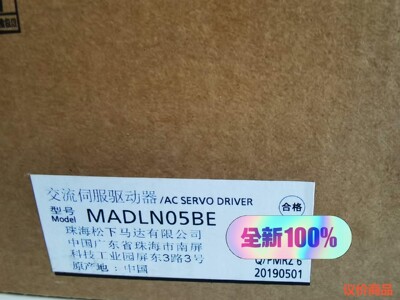 交流伺服驱动器/AC SERVO DRIVER
型号 Model MADLN05BE
合格
珠海松下马达有限公司
中国广东省珠海市南屏
科技工业园屏东3路3号
原产地:中国
全新100%
Q/PMRZ 6
20190501